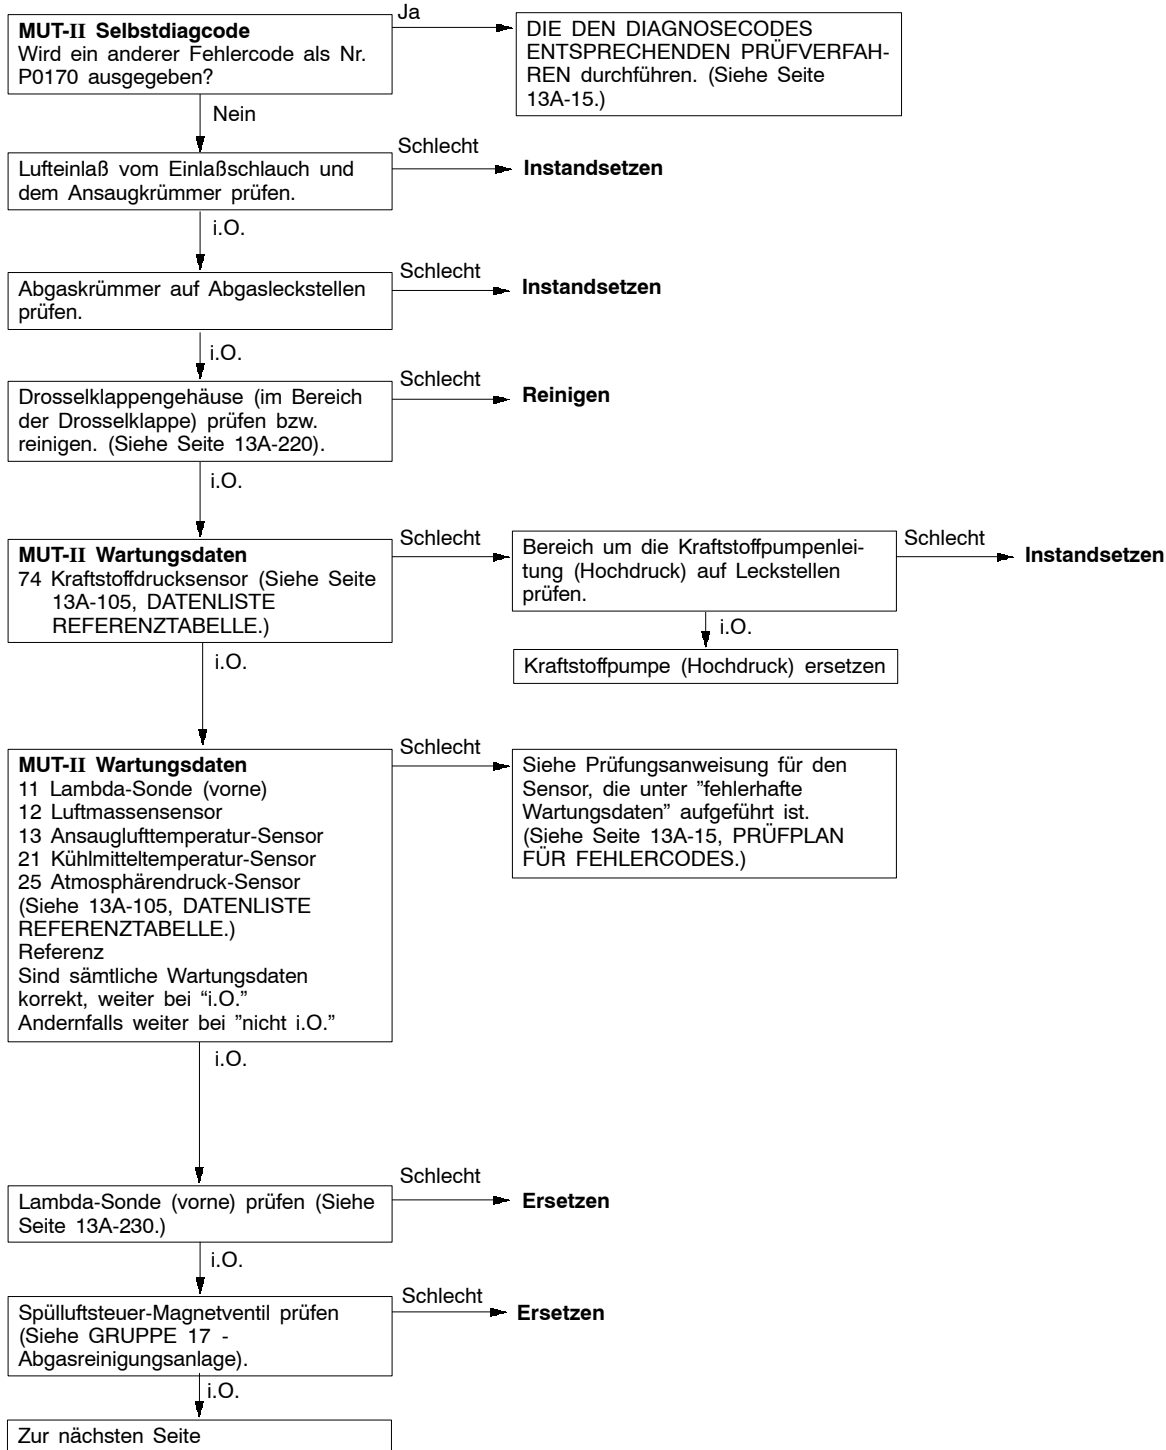 MUT-II Selbstdiagcode
Wird ein anderer Fehlercode als Nr.
P0170 ausgegeben?
Ja
DIE DEN DIAGNOSECODES
ENTSPRECHENDEN PRÜFVERFAH-
REN durchführen. (Siehe Seite
13A-15.)
Nein
Lufteinlaß vom Einlaßschlauch und
dem Ansaugkrümmer prüfen.
Schlecht
Instandsetzen
i.O.
Abgaskrümmer auf Abgasleckstellen
prüfen.
Schlecht
Instandsetzen
i.O.
Drosselklappengehäuse (im Bereich
der Drosselklappe) prüfen bzw.
reinigen. (Siehe Seite 13A-220).
Schlecht
Reinigen
i.O.
MUT-II Wartungsdaten
74 Kraftstoffdrucksensor (Siehe Seite
13A-105, DATENLISTE
REFERENZTABELLE.)
Schlecht
Bereich um die Kraftstoffpumpenlei-
tung (Hochdruck) auf Leckstellen
prüfen.
Schlecht
Instandsetzen
i.O.
Kraftstoffpumpe (Hochdruck) ersetzen
i.O.
MUT-II Wartungsdaten
11 Lambda-Sonde (vorne)
12 Luftmassensensor
13 Ansauglufttemperatur-Sensor
21 Kühlmitteltemperatur-Sensor
25 Atmosphärendruck-Sensor
(Siehe 13A-105, DATENLISTE
REFERENZTABELLE.)
Referenz
Sind sämtliche Wartungsdaten
korrekt, weiter bei “i.O.”
Andernfalls weiter bei ”nicht i.O.”
Schlecht
Siehe Prüfungsanweisung für den
Sensor, die unter ”fehlerhafte
Wartungsdaten” aufgeführt ist.
(Siehe Seite 13A-15, PRÜFPLAN
FÜR FEHLERCODES.)
i.O.
Lambda-Sonde (vorne) prüfen (Siehe
Seite 13A-230.)
Schlecht
Ersetzen
i.O.
Spülluftsteuer-Magnetventil prüfen
(Siehe GRUPPE 17 -
Abgasreinigungsanlage).
Schlecht
Ersetzen
i.O.
Zur nächsten Seite